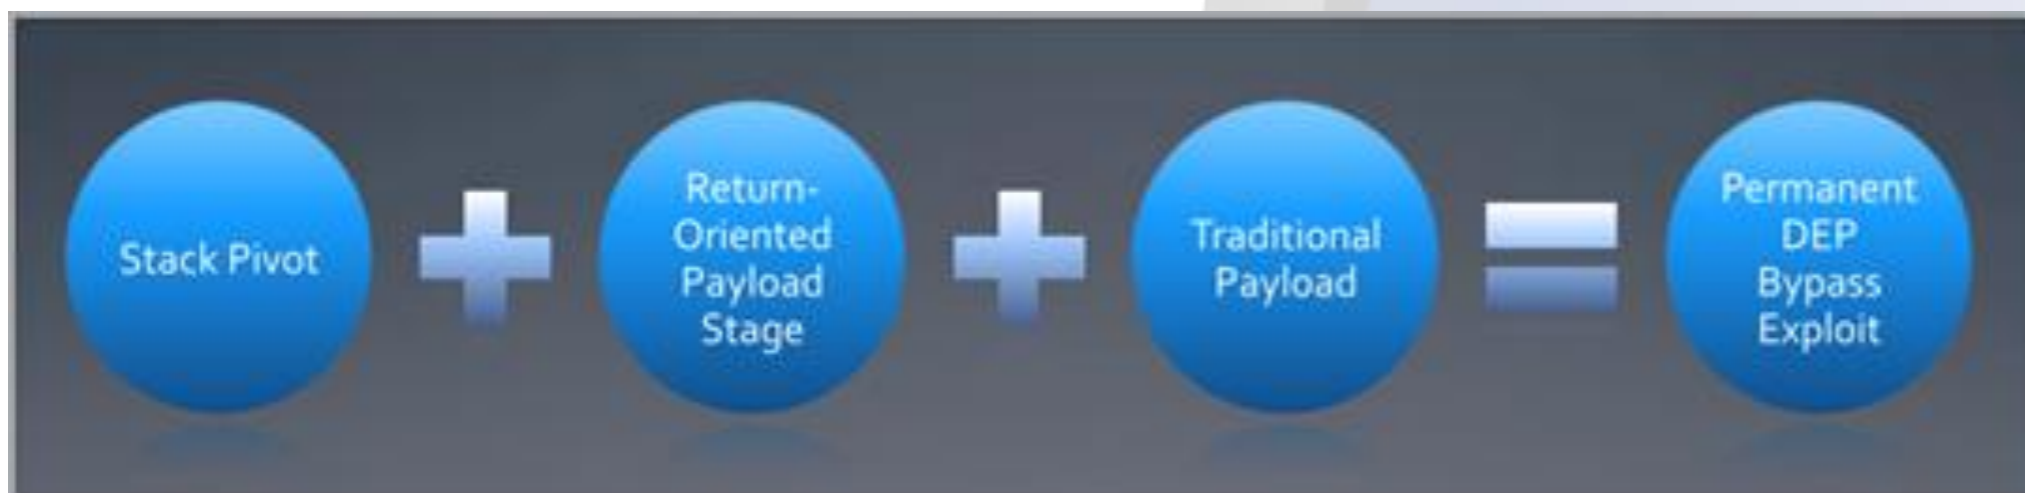 Stack Pivot
Return-
Oriented
Payload
Stage
Traditional
Payload
Permanent
DEP
Bypass
Exploit